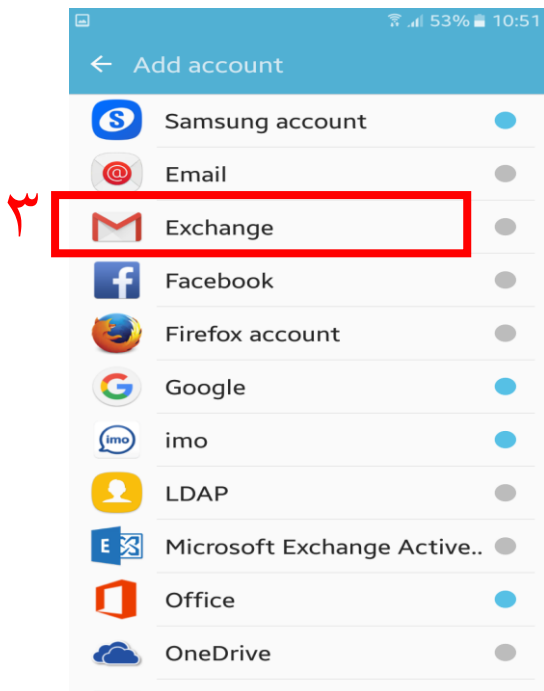 53% 10:51
Add account
Samsung account
Email
٣
Exchange
Facebook
Firefox account
Google
imo
imo
LDAP
Microsoft Exchange Active..
Office
OneDrive